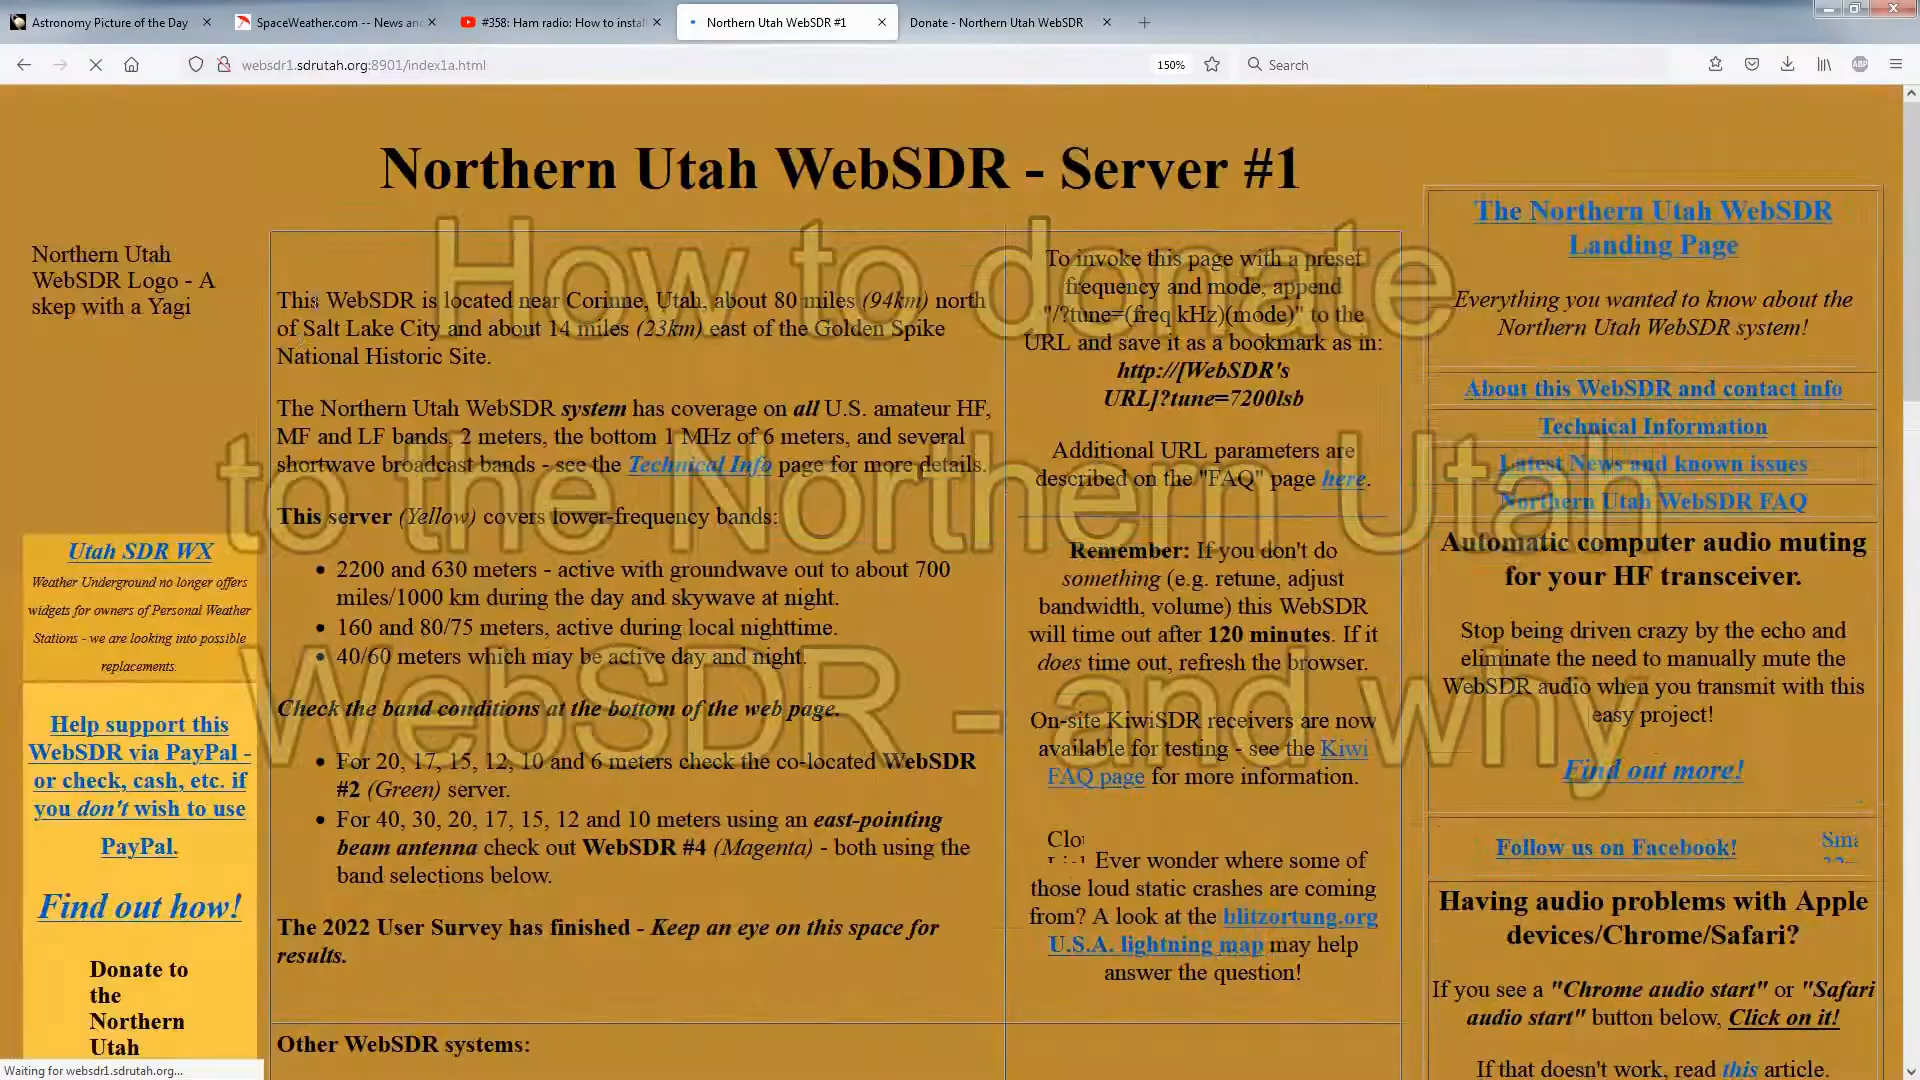 Astronomy Picture of the Day
SpaceWeather.com -- News and
#358: Ham radio: How to instal
Northern Utah WebSDR #1
Donate - Northern Utah WebSDR
websdr1.sdrutah.org:8901/index1a.html
150%
Search
ABP
Northern Utah WebSDR - Server #1
How to donate
to the Northern Utah
WebSDR - and why
Northern Utah
WebSDR Logo - A
skep with a Yagi
Utah SDR WX
Weather Underground no longer offers
widgets for owners of Personal Weather
Stations - we are looking into possible
replacements.
Help support this
WebSDR via PayPal -
or check, cash, etc. if
you don't wish to use
PayPal.
Find out how!
Donate to
the
Northern
Utah
This WebSDR is located near Corinne, Utah, about 80 miles (94km) north
of Salt Lake City and about 14 miles (23km) east of the Golden Spike
National Historic Site.
The Northern Utah WebSDR system has coverage on all U.S. amateur HF,
MF and LF bands, 2 meters, the bottom 1 MHz of 6 meters, and several
shortwave broadcast bands - see the Technical Info page for more details.
This server (Yellow) covers lower-frequency bands:
• 2200 and 630 meters - active with groundwave out to about 700
miles/1000 km during the day and skywave at night.
• 160 and 80/75 meters, active during local nighttime.
• 40/60 meters which may be active day and night.
Check the band conditions at the bottom of the web page.
• For 20, 17, 15, 12, 10 and 6 meters check the co-located WebSDR
#2 (Green) server.
• For 40, 30, 20, 17, 15, 12 and 10 meters using an east-pointing
beam antenna check out WebSDR #4 (Magenta) - both using the
band selections below.
The 2022 User Survey has finished - Keep an eye on this space for
results.
Other WebSDR systems:
To invoke this page with a preset
frequency and mode, append
"/?tune=(freq kHz)(mode)" to the
URL and save it as a bookmark as in:
http://[WebSDR's
URL]?tune=7200lsb
Additional URL parameters are
described on the "FAQ" page here.
Remember: If you don't do
something (e.g. retune, adjust
bandwidth, volume) this WebSDR
will time out after 120 minutes. If it
does time out, refresh the browser.
On-site KiwiSDR receivers are now
available for testing - see the Kiwi
FAQ page for more information.
Ever wonder where some of
those loud static crashes are coming
from? A look at the blitzortung.org
U.S.A. lightning map may help
answer the question!
The Northern Utah WebSDR
Landing Page
Everything you wanted to know about the
Northern Utah WebSDR system!
About this WebSDR and contact info
Technical Information
Latest News and known issues
Northern Utah WebSDR FAQ
Automatic computer audio muting
for your HF transceiver.
Stop being driven crazy by the echo and
eliminate the need to manually mute the
WebSDR audio when you transmit with this
easy project!
Find out more!
Follow us on Facebook!
Having audio problems with Apple
devices/Chrome/Safari?
If you see a "Chrome audio start" or "Safari
audio start" button below, Click on it!
If that doesn't work, read this article.
Waiting for websdr1.sdrutah.org...